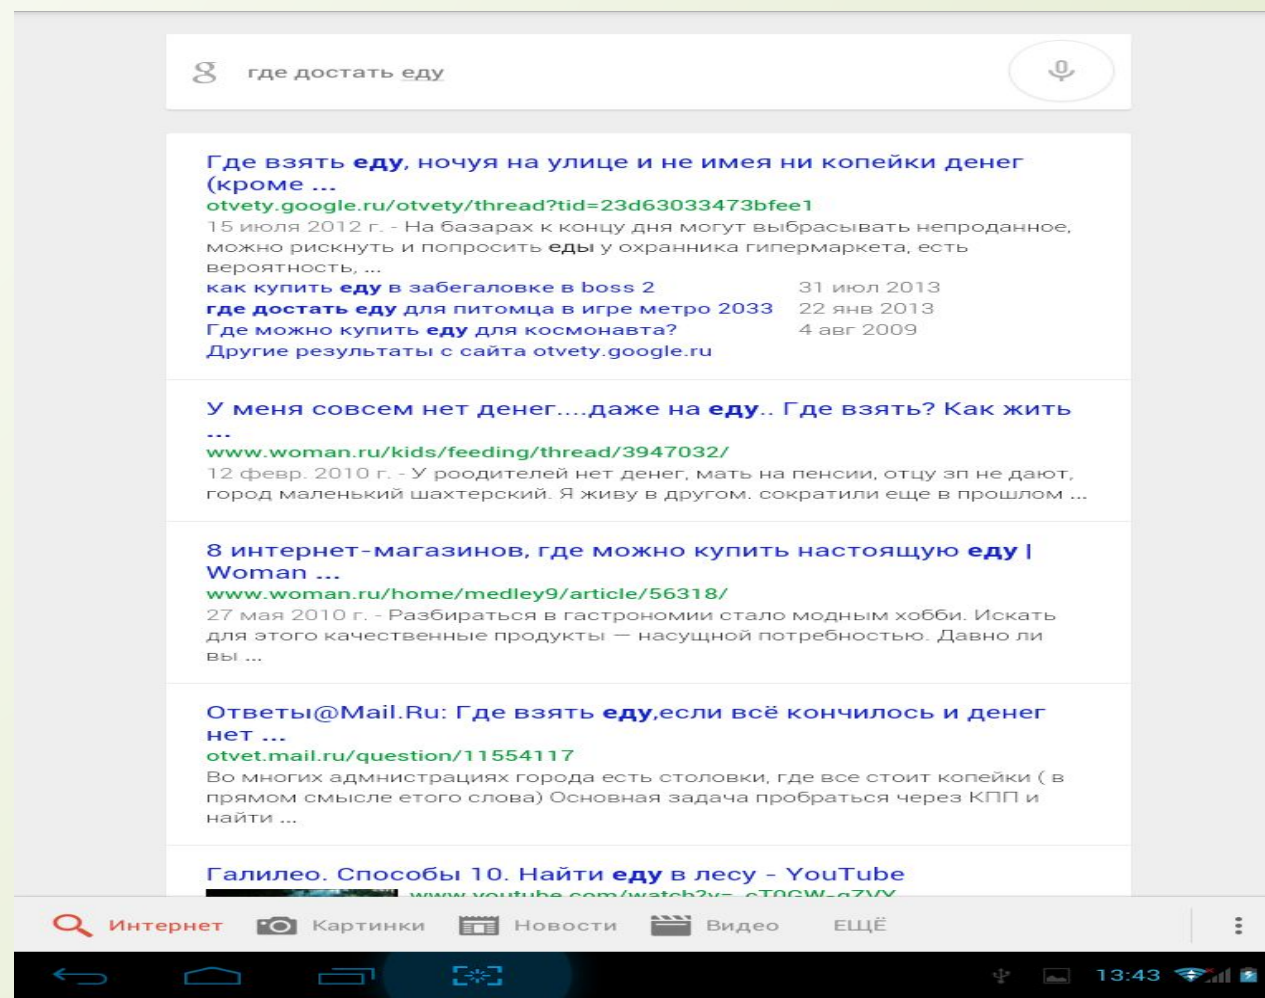 g где достать еду
Где взять еду, ночуя на улице и не имея ни копейки денег
(кроме ...
otvety.google.ru/otvety/thread?tid=23d63033473bfee1
15 июля 2012 г. - На базарах к концу дня могут выбрасывать непроданное,
можно рискнуть и попросить еды у охранника гипермаркета, есть
вероятность, ...
как купить еду в забегаловке в boss 2 31 июл 2013
где достать еду для питомца в игре метро 2033 22 янв 2013
Где можно купить еду для космонавта? 4 авг 2009
Другие результаты с сайта otvety.google.ru
У меня совсем нет денег....даже на еду.. Где взять? Как жить
...
www.woman.ru/kids/feeding/thread/3947032/
12 февр. 2010 г. - У роодителей нет денег, мать на пенсии, отцу зп не дают,
город маленький шахтерский. Я живу в другом. сократили еще в прошлом ...
8 интернет-магазинов, где можно купить настоящую еду |
Woman ...
www.woman.ru/home/medley9/article/56318/
27 мая 2010 г. - Разбираться в гастрономии стало модным хобби. Искать
для этого качественные продукты — насущной потребностью. Давно ли
вы ...
Ответы@Mail.Ru: Где взять еду,если всё кончилось и денег
нет ...
otvet.mail.ru/question/11554117
Во многих адмнистрациях города есть столовки, где все стоит копейки ( в
прямом смысле етого слова) Основная задача пробраться через КПП и
найти ...
Галилео. Способы 10. Найти еду в лесу - YouTube
Интернет Картинки Новости Видео ЕЩЁ
13:43